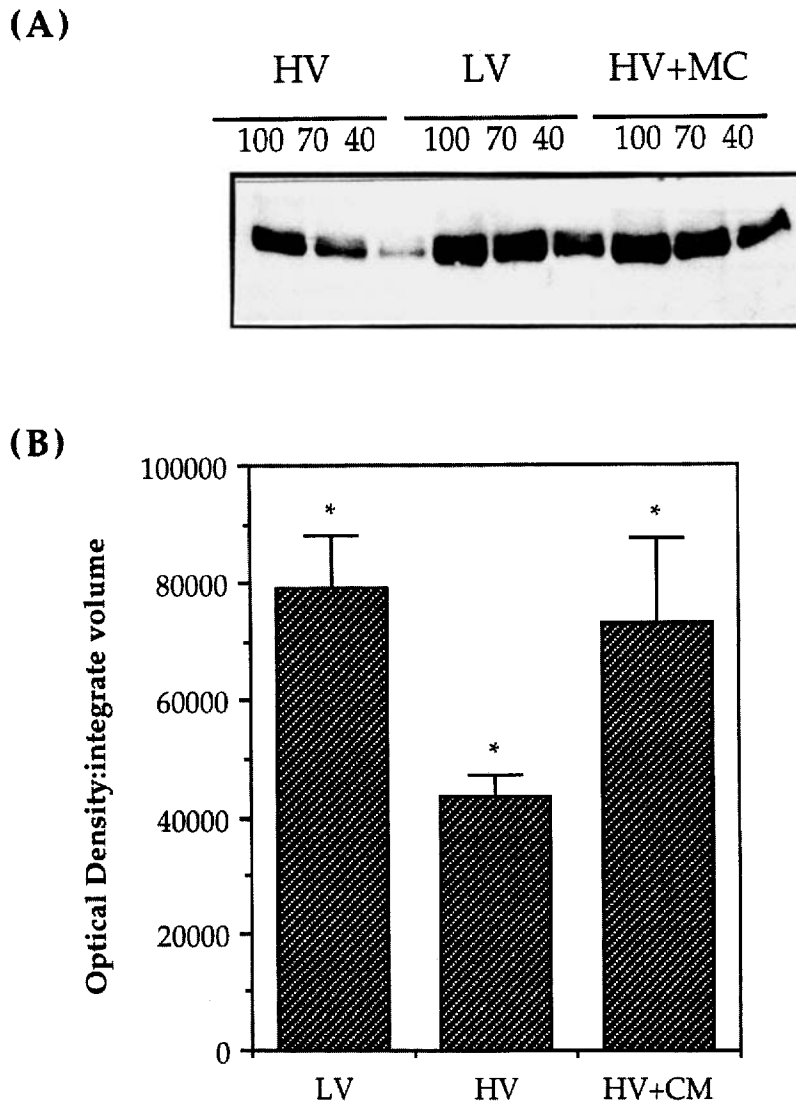 (A)
HV LV HV+MC
100 70 40 100 70 40 100 70 40
(B)
Optical Density:integrate volume
100000
80000
60000
40000
20000
0
* * *
LV HV HV+CM